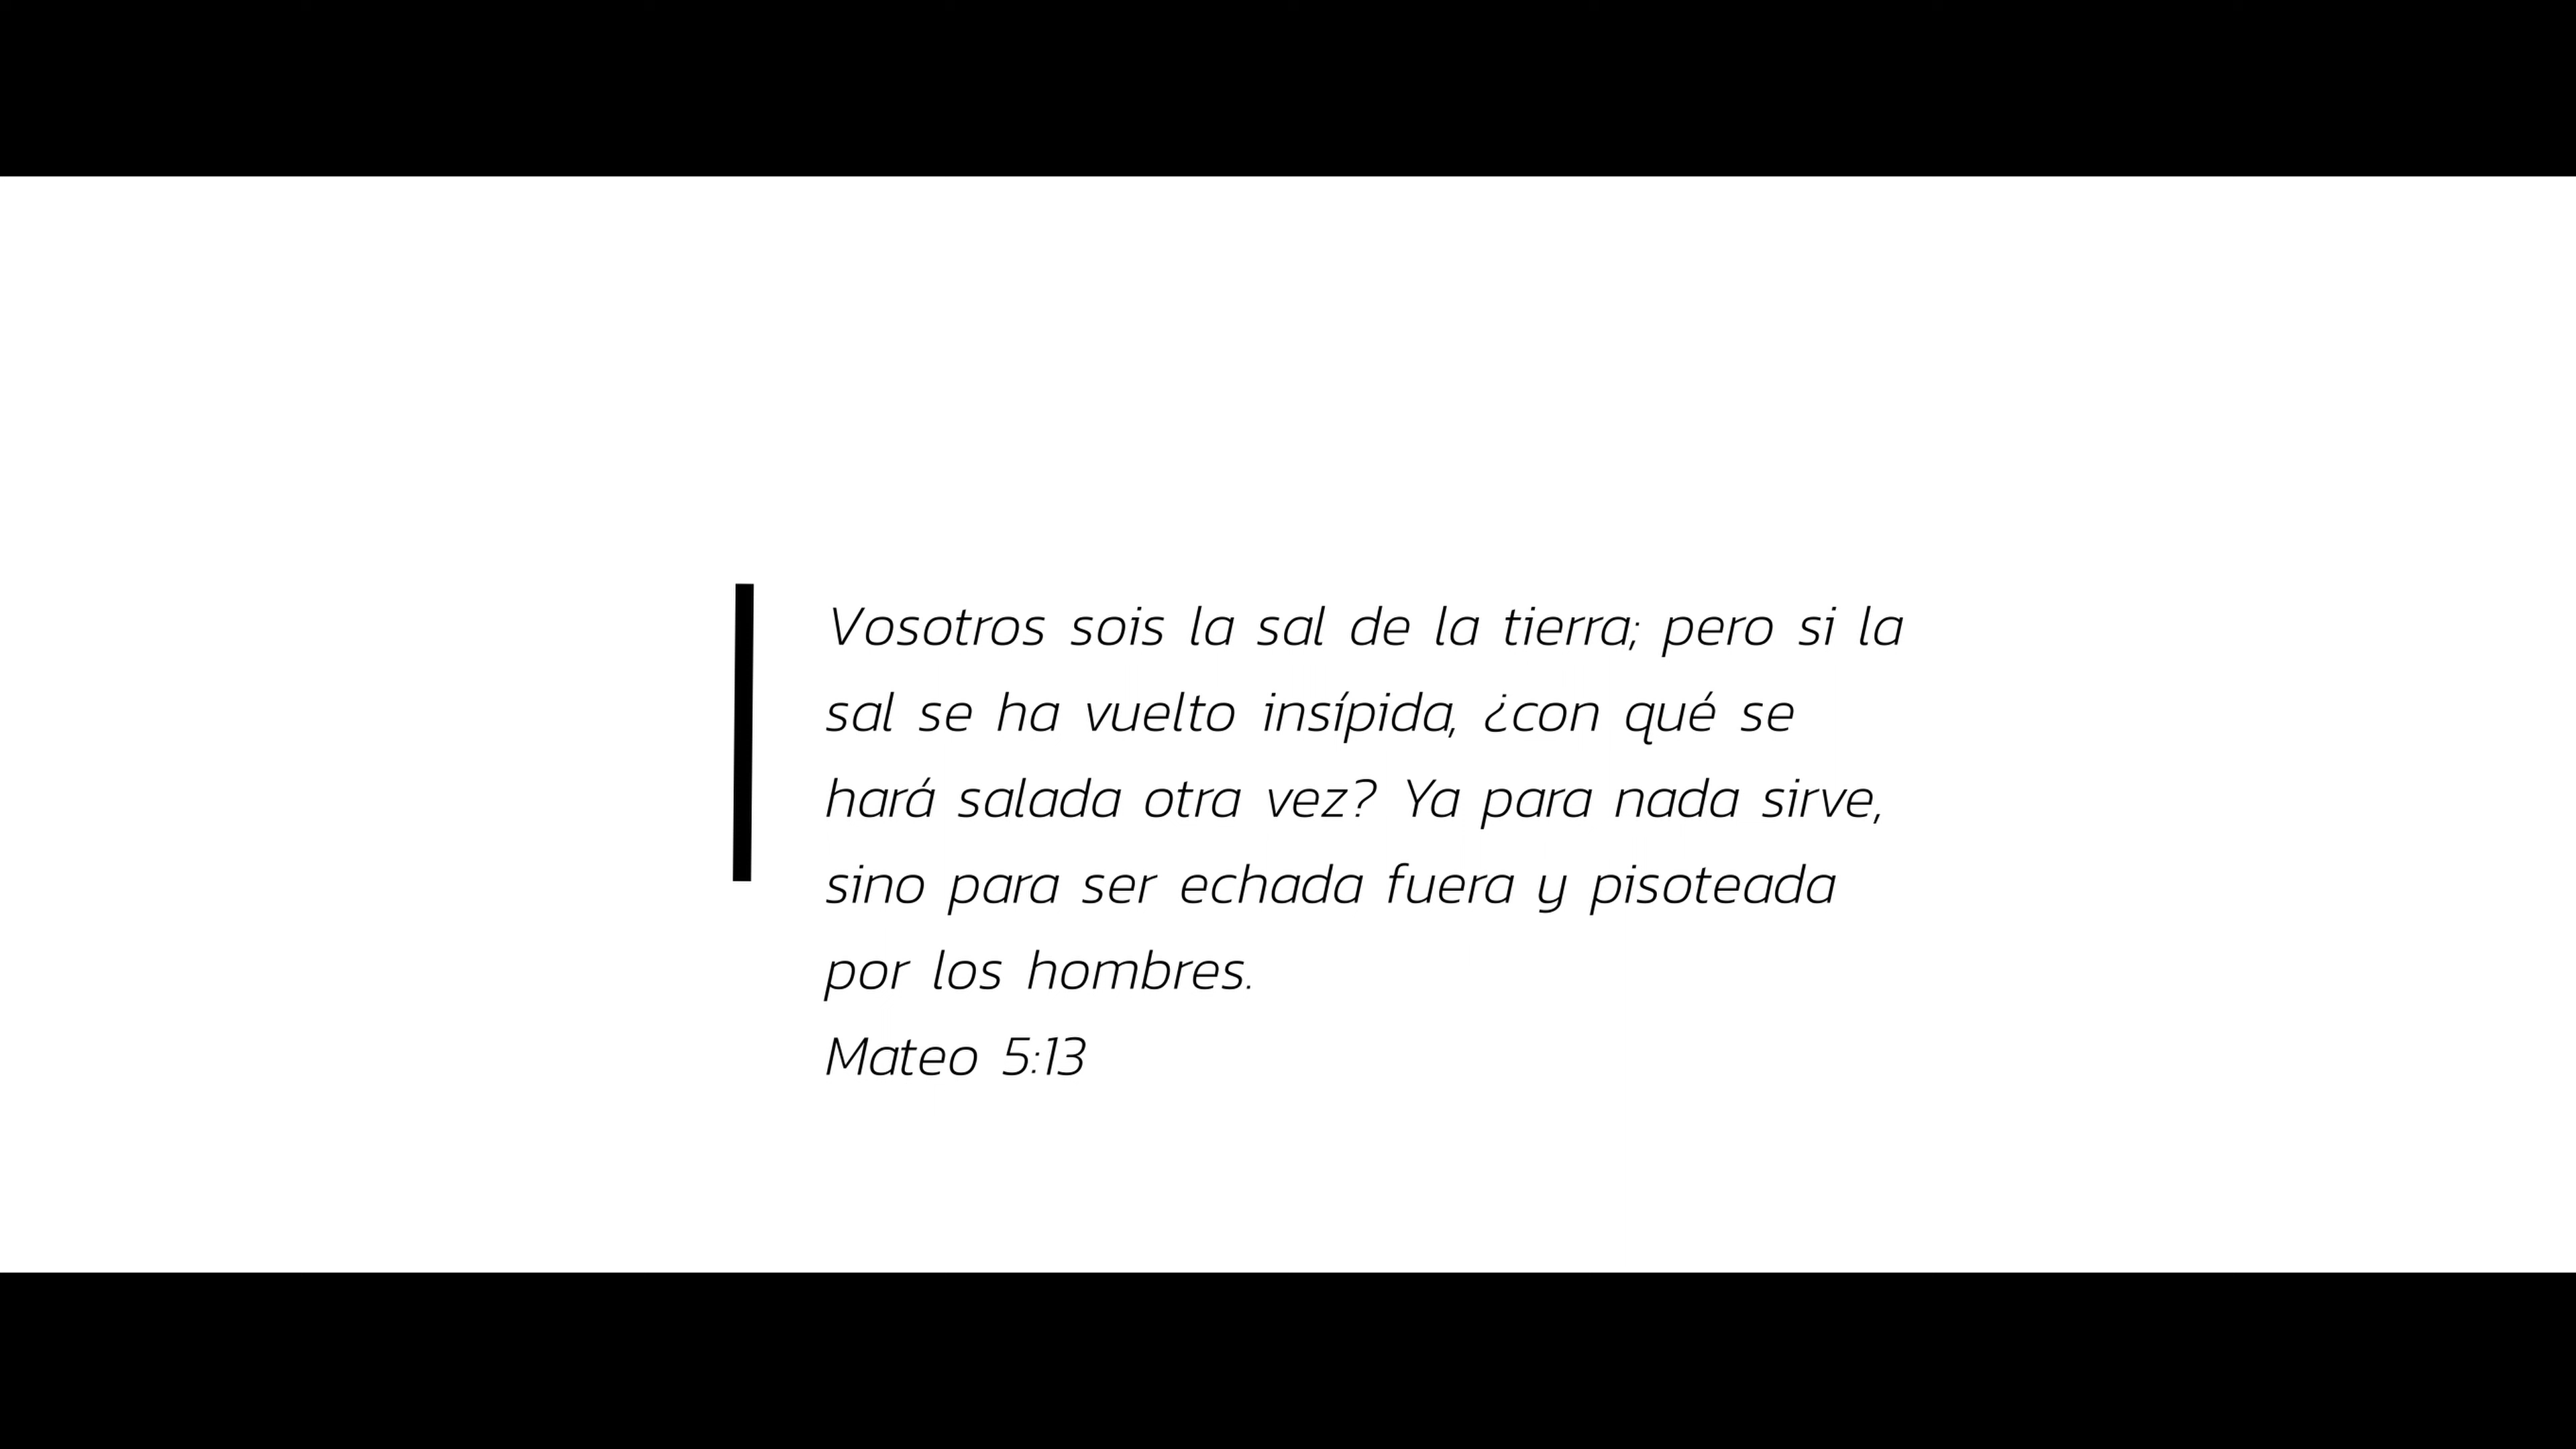 Vosotros sois la sal de la tierra; pero si la
sal se ha vuelto insípida, ¿con qué se
hará salada otra vez? Ya para nada sirve,
sino para ser echada fuera y pisoteada
por los hombres.
Mateo 5:13